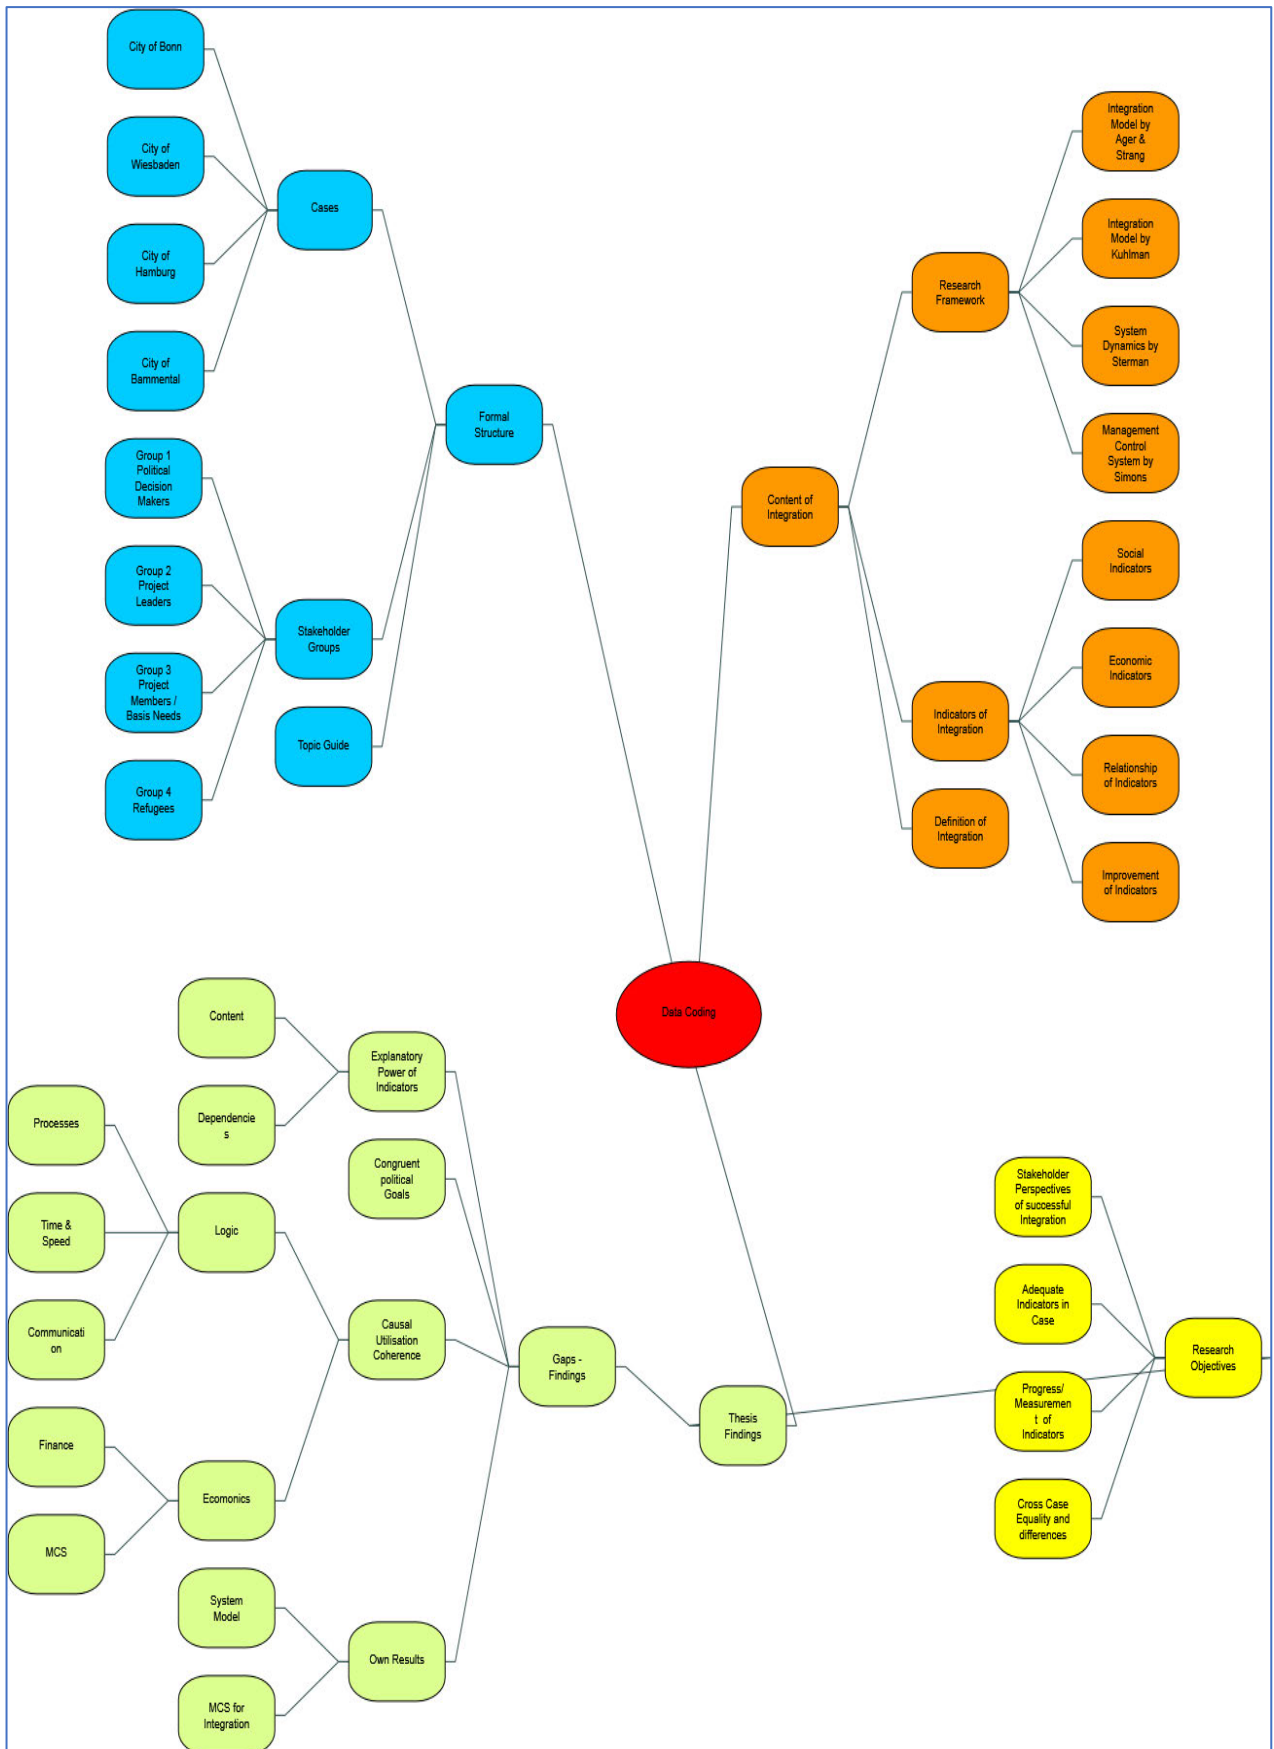 City of Bonn
City of
Wiesbaden
City of
Hamburg
City of
Bammental
Cases
Group 1
Political
Decision
Makers
Group 2
Project
Leaders
Group 3
Project
Members /
Basis Needs
Group 4
Refugees
Stakeholder
Groups
Topic Guide
Formal
Structure
Integration
Model by
Ager &
Strang
Integration
Model by
Kuhlman
System
Dynamics by
Sterman
Management
Control
System by
Simons
Research
Framework
Content of
Integration
Social
Indicators
Economic
Indicators
Relationship
of Indicators
Improvement
of Indicators
Indicators of
Integration
Definition of
Integration
Data Coding
Content
Dependencie
s
Explanatory
Power of
Indicators
Congruent
political
Goals
Processes
Time &
Speed
Communicati
on
Logic
Causal
Utilisation
Coherence
Finance
MCS
Ecomonics
System
Model
MCS for
Integration
Own Results
Gaps -
Findings
Thesis
Findings
Stakeholder
Perspectives
of successful
Integration
Adequate
Indicators in
Case
Progress/
Measuremen
t of
Indicators
Cross Case
Equality and
differences
Research
Objectives